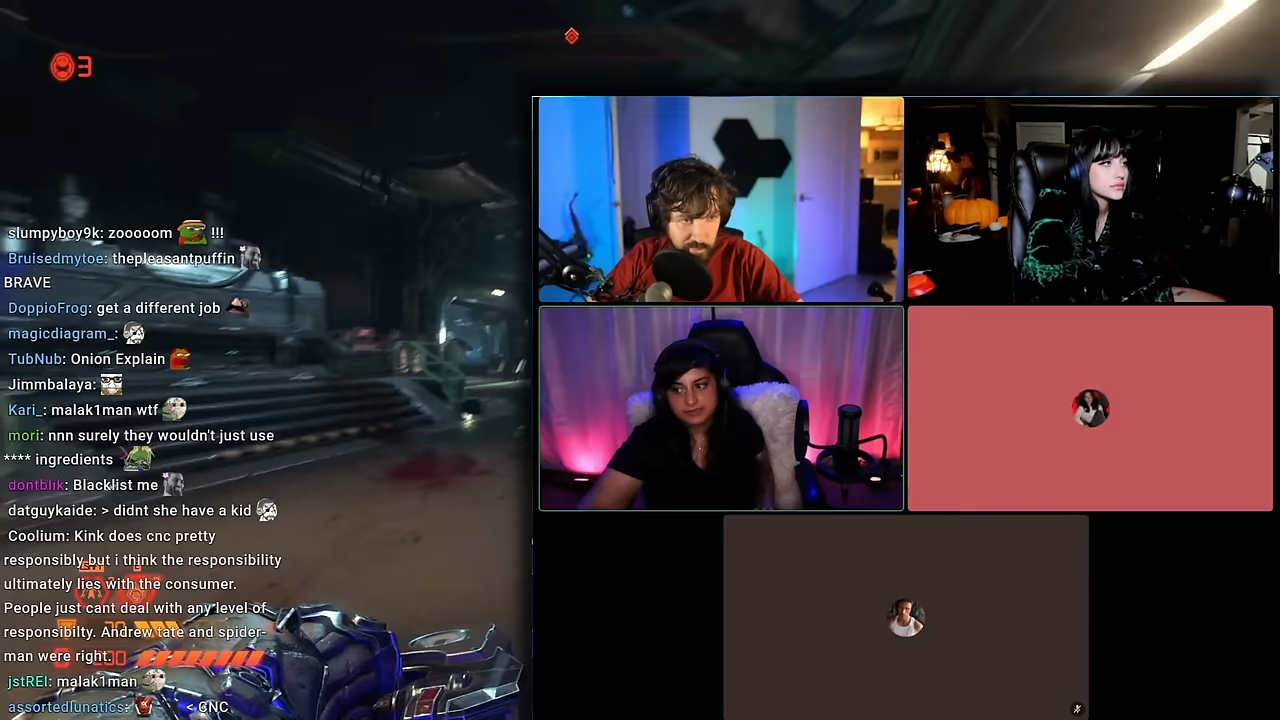 3
slumpyboy9k: zooooom !!!
Bruisedmytoe: thepleasantpuffin
BRAVE
DoppioFrog: get a different job
magicdiagram_:
TubNub: Onion Explain
Jimmbalaya:
Kari_: malak1man wtf
mori: nnn surely they wouldn't just use
**** ingredients
dontblik: Blacklist me
datguykaide: > didnt she have a kid
Coolium: Kink does cnc pretty
responsibly but i think the responsibility
ultimately lies with the consumer.
People just cant deal with any level of
responsibilty. Andrew tate and spider-
man were right.
jstREI: malak1man
assortedlunatics: < CNC